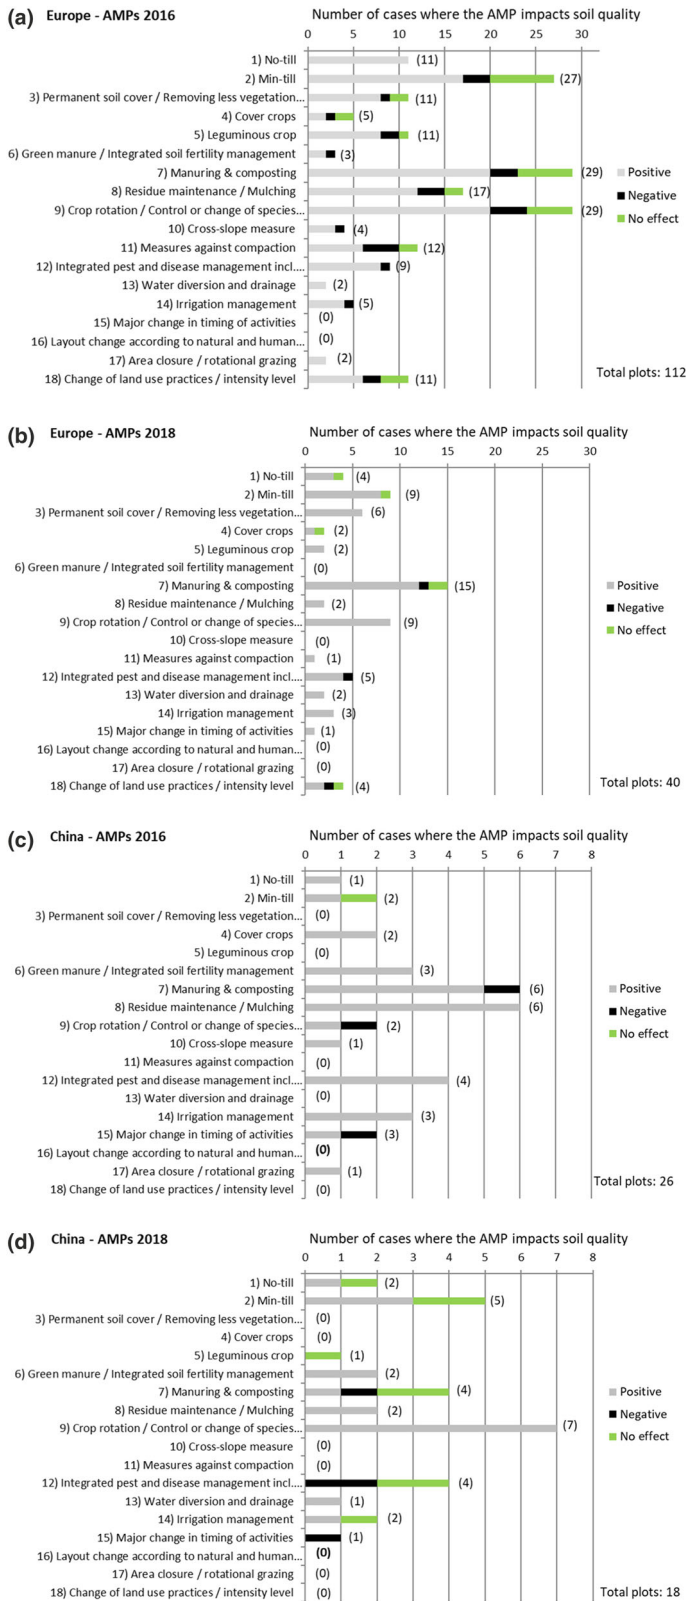 (a) Europe - AMPs 2016 Number of cases where the AMP impacts soil quality
0 5 10 15 20 25 30
1) No-till (11)
2) Min-till (27)
3) Permanent soil cover / Removing less vegetation... (11)
4) Cover crops (5)
5) Leguminous crop (11)
6) Green manure / Integrated soil fertility management (3)
7) Manuring & composting (29)
Positive
8) Residue maintenance / Mulching (17)
Negative
9) Crop rotation / Control or change of species... (29)
No effect
10) Cross-slope measure (4)
11) Measures against compaction (12)
12) Integrated pest and disease management incl.... (9)
13) Water diversion and drainage (2)
14) Irrigation management (5)
15) Major change in timing of activities (0)
16) Layout change according to natural and human... (0)
17) Area closure / rotational grazing (2)
Total plots: 112
18) Change of land use practices / intensity level (11)
(b) Europe - AMPs 2018 Number of cases where the AMP impacts soil quality
0 5 10 15 20 25 30
1) No-till (4)
2) Min-till (9)
3) Permanent soil cover / Removing less vegetation... (6)
4) Cover crops (2)
5) Leguminous crop (2)
6) Green manure / Integrated soil fertility management (0)
7) Manuring & composting (15)
Positive
8) Residue maintenance / Mulching (2)
Negative
9) Crop rotation / Control or change of species... (9)
No effect
10) Cross-slope measure (0)
11) Measures against compaction (1)
12) Integrated pest and disease management incl.... (5)
13) Water diversion and drainage (2)
14) Irrigation management (3)
15) Major change in timing of activities (1)
16) Layout change according to natural and human... (0)
17) Area closure / rotational grazing (0)
Total plots: 40
18) Change of land use practices / intensity level (4)
(c) China - AMPs 2016 Number of cases where the AMP impacts soil quality
0 1 2 3 4 5 6 7 8
1) No-till (1)
2) Min-till (2)
3) Permanent soil cover / Removing less vegetation... (0)
4) Cover crops (2)
5) Leguminous crop (0)
6) Green manure / Integrated soil fertility management (3)
7) Manuring & composting (6)
Positive
8) Residue maintenance / Mulching (6)
Negative
9) Crop rotation / Control or change of species... (2)
No effect
10) Cross-slope measure (1)
11) Measures against compaction (0)
12) Integrated pest and disease management incl.... (4)
13) Water diversion and drainage (0)
14) Irrigation management (3)
15) Major change in timing of activities (3)
16) Layout change according to natural and human... (0)
17) Area closure / rotational grazing (1)
Total plots: 26
18) Change of land use practices / intensity level (0)
(d) China - AMPs 2018 Number of cases where the AMP impacts soil quality
0 1 2 3 4 5 6 7 8
1) No-till (2)
2) Min-till (5)
3) Permanent soil cover / Removing less vegetation... (0)
4) Cover crops (0)
5) Leguminous crop (1)
6) Green manure / Integrated soil fertility management (2)
7) Manuring & composting (4)
Positive
8) Residue maintenance / Mulching (2)
Negative
9) Crop rotation / Control or change of species... (7)
No effect
10) Cross-slope measure (0)
11) Measures against compaction (0)
12) Integrated pest and disease management incl.... (4)
13) Water diversion and drainage (1)
14) Irrigation management (2)
15) Major change in timing of activities (1)
16) Layout change according to natural and human... (0)
17) Area closure / rotational grazing (0)
18) Change of land use practices / intensity level (0)
Total plots: 18